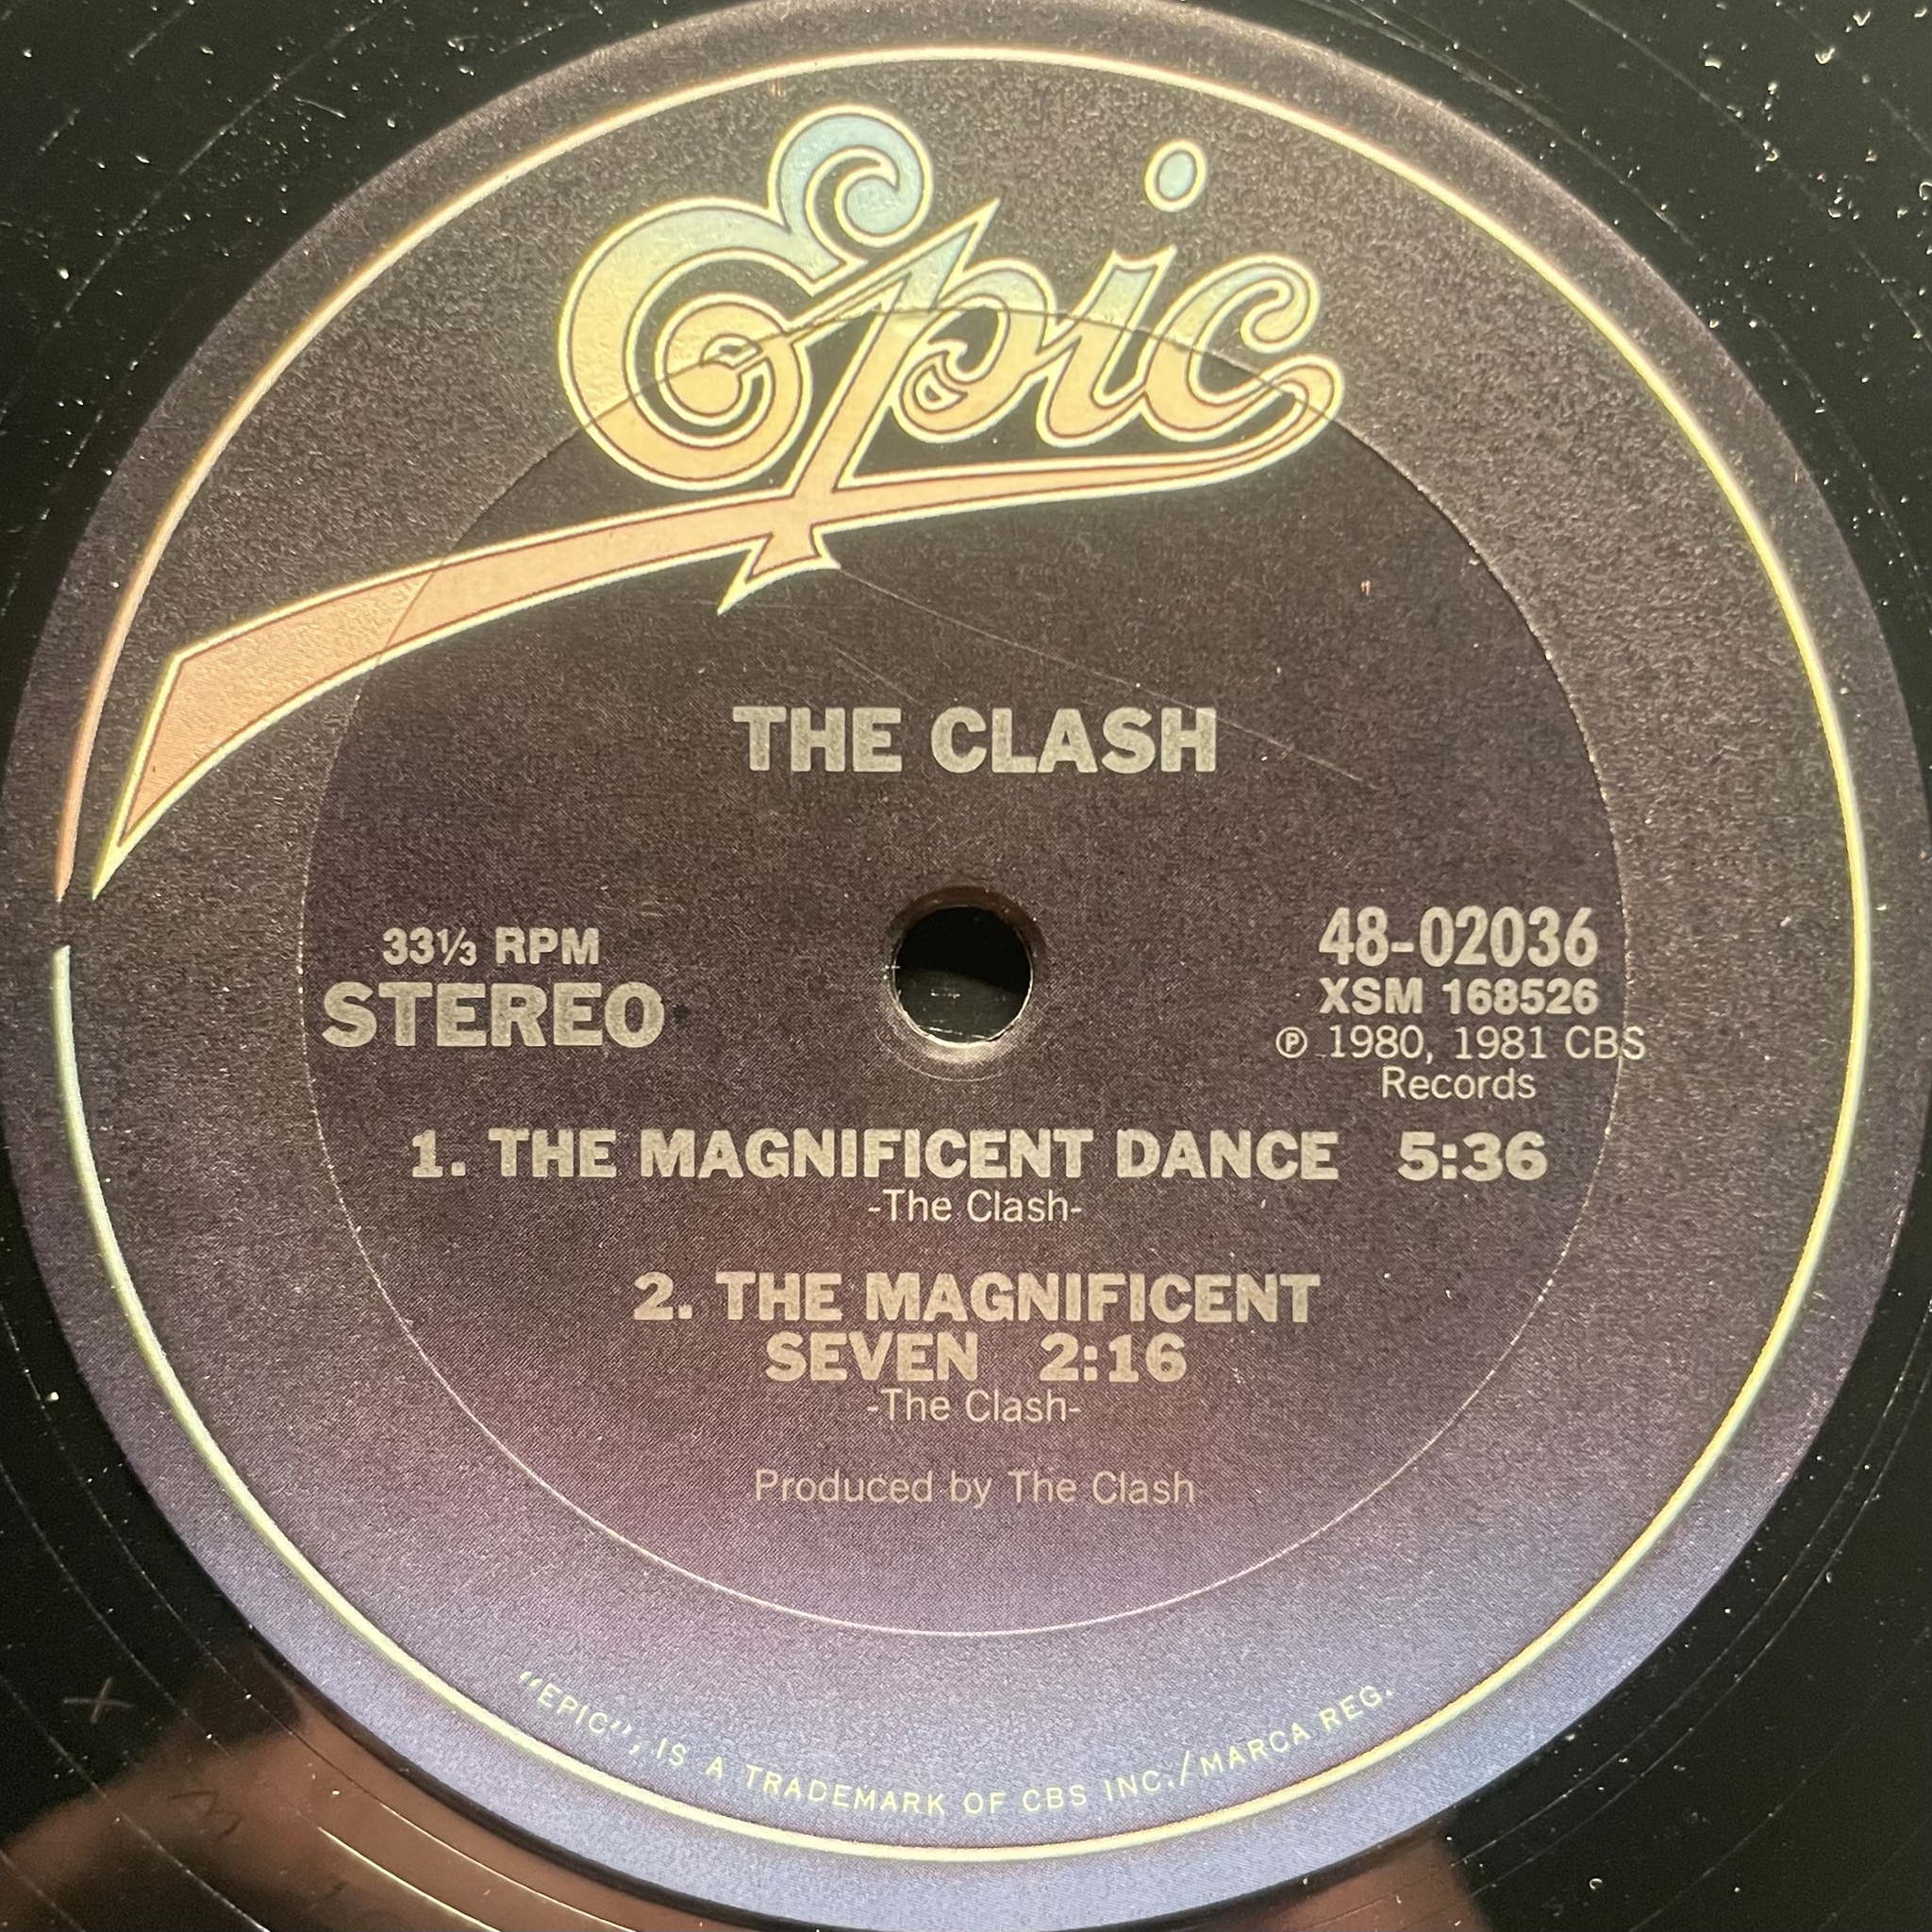 Epic
THE CLASH
33⅓ RPM
STEREO
48-02036
XSM 168526
℗ 1980, 1981 CBS
Records
1. THE MAGNIFICENT DANCE 5:36
-The Clash-
2. THE MAGNIFICENT
SEVEN 2:16
-The Clash-
Produced by The Clash
"EPIC", IS A TRADEMARK OF CBS INC./MARCA REG.